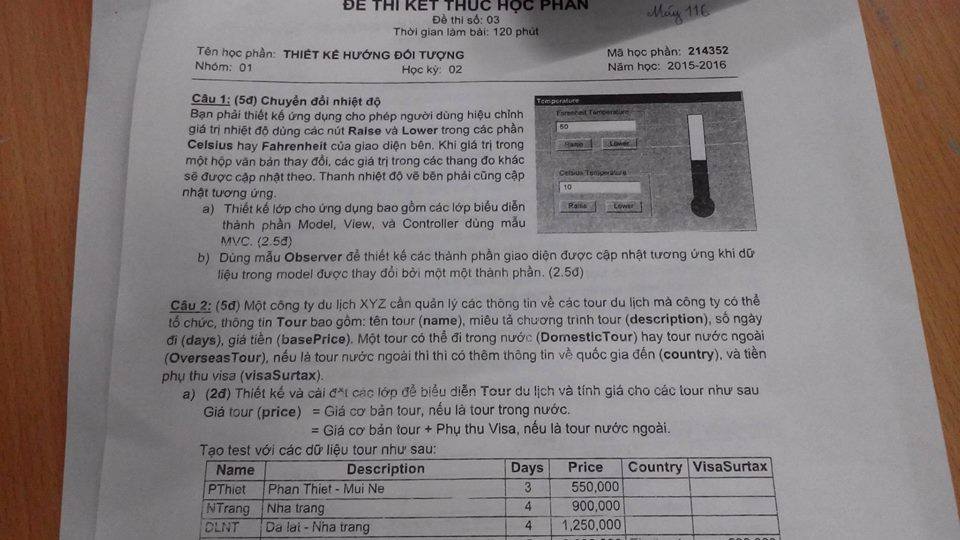 ĐỀ THI KẾT THÚC HỌC PHẦN
Đề thi số: 03
Thời gian làm bài: 120 phút
Máy 116
Tên học phần: THIẾT KẾ HƯỚNG ĐỐI TƯỢNG
Mã học phần: 214352
Nhóm: 01
Học kỳ: 02
Năm học: 2015-2016
Câu 1: (5đ) Chuyển đổi nhiệt độ
Bạn phải thiết kế ứng dụng cho phép người dùng hiệu chỉnh
giá trị nhiệt độ dùng các nút Raise và Lower trong các phần
Celsius hay Fahrenheit của giao diện bên. Khi giá trị trong
một hộp văn bản thay đổi, các giá trị trong các thang đo khác
sẽ được cập nhật theo. Thanh nhiệt độ vẽ bên phải cũng cập
nhật tương ứng.
Temperature
Farenheit Temperature
50
Raise Lower
Celsius Temperature
10
Raise Lower
a) Thiết kế lớp cho ứng dụng bao gồm các lớp biểu diễn
thành phần Model, View, và Controller dùng mẫu
MVC. (2.5đ)
b) Dùng mẫu Observer để thiết kế các thành phần giao diện được cập nhật tương ứng khi dữ
liệu trong model được thay đổi bởi một một thành phần. (2.5đ)
Câu 2: (5đ) Một công ty du lịch XYZ cần quản lý các thông tin về các tour du lịch mà công ty có thể
tổ chức, thông tin Tour bao gồm: tên tour (name), miêu tả chương trình tour (description), số ngày
đi (days), giá tiền (basePrice). Một tour có thể đi trong nước (DomesticTour) hay tour nước ngoài
(OverseasTour), nếu là tour nước ngoài thì thì có thêm thông tin về quốc gia đến (country), và tiền
phụ thu visa (visaSurtax).
a) (2đ) Thiết kế và cài đặt các lớp để biểu diễn Tour du lịch và tính giá cho các tour như sau
Giá tour (price) = Giá cơ bản tour, nếu là tour trong nước.
= Giá cơ bản tour + Phụ thu Visa, nếu là tour nước ngoài.
Tạo test với các dữ liệu tour như sau:
Name Description Days Price Country VisaSurtax
PThiet Phan Thiet - Mui Ne 3 550,000
NTrang Nha trang 4 900,000
DLNT Da lat - Nha trang 4 1,250,000